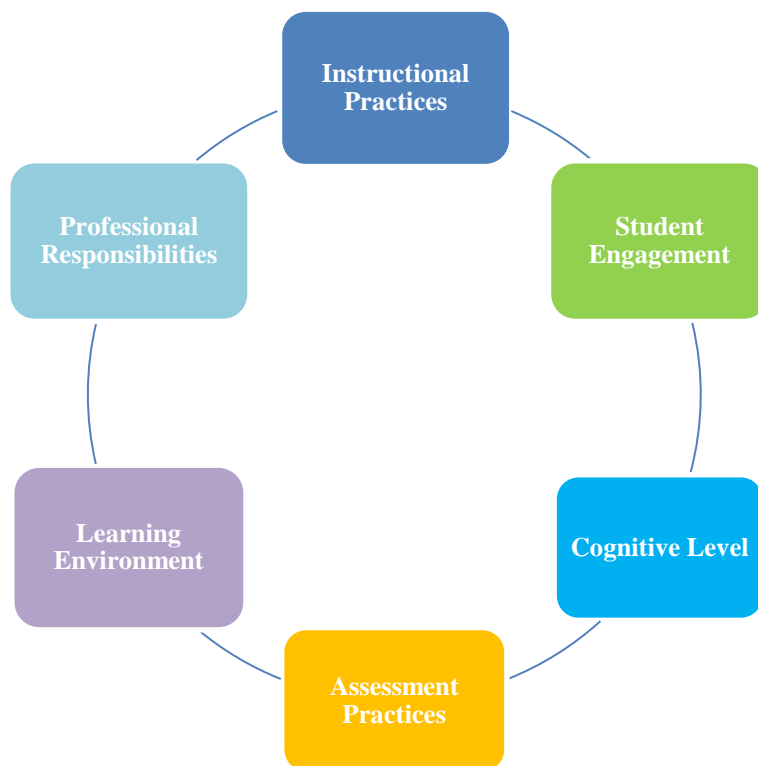 Instructional
Practices
Student
Engagement
Cognitive Level
Assessment
Practices
Learning
Environment
Professional
Responsibilities